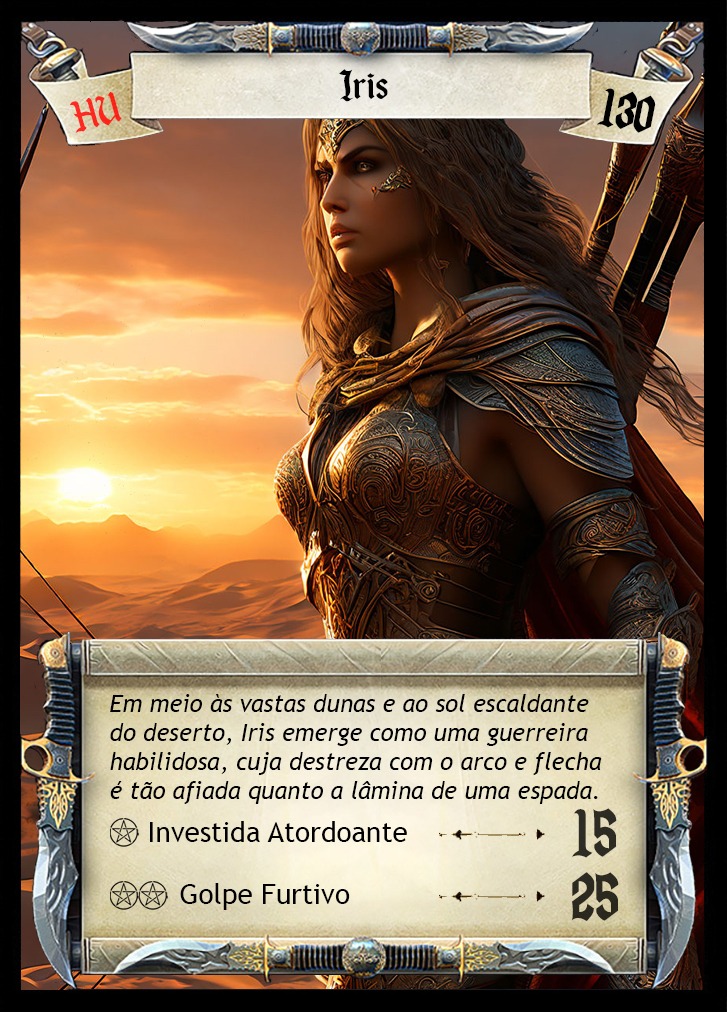 Iris
HU
130
Em meio às vastas dunas e ao sol escaldante
do deserto, Iris emerge como uma guerreira
habilidosa, cuja destreza com o arco e flecha
é tão afiada quanto a lâmina de uma espada.
Investida Atordoante 15
Golpe Furtivo 25